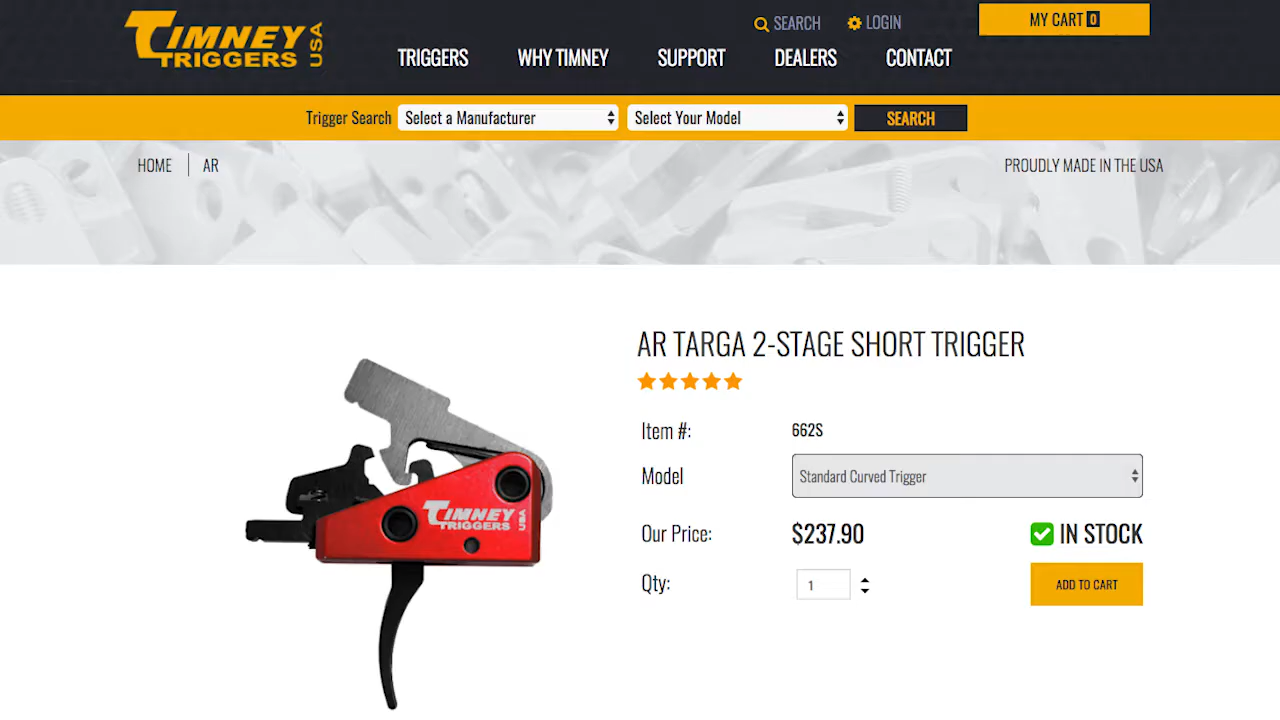 TIMNEY TRIGGERS USA
SEARCH
LOGIN
MY CART 0
TRIGGERS
WHY TIMNEY
SUPPORT
DEALERS
CONTACT
Trigger Search
Select a Manufacturer
Select Your Model
SEARCH
HOME
AR
PROUDLY MADE IN THE USA
AR TARGA 2-STAGE SHORT TRIGGER
Item #: 662S
Model Standard Curved Trigger
Our Price: $237.90
IN STOCK
Qty: 1
ADD TO CART
TIMNEY TRIGGERS USA